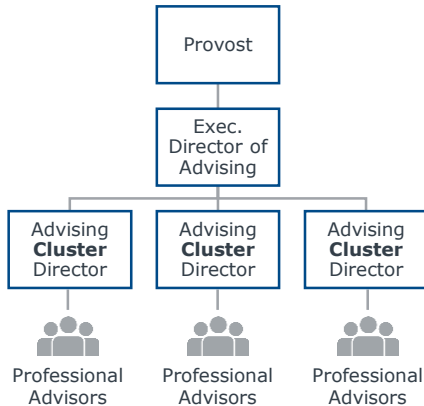 Provost
Exec.
Director of
Advising
Advising
Cluster
Director
Advising
Cluster
Director
Advising
Cluster
Director
Professional
Advisors
Professional
Advisors
Professional
Advisors